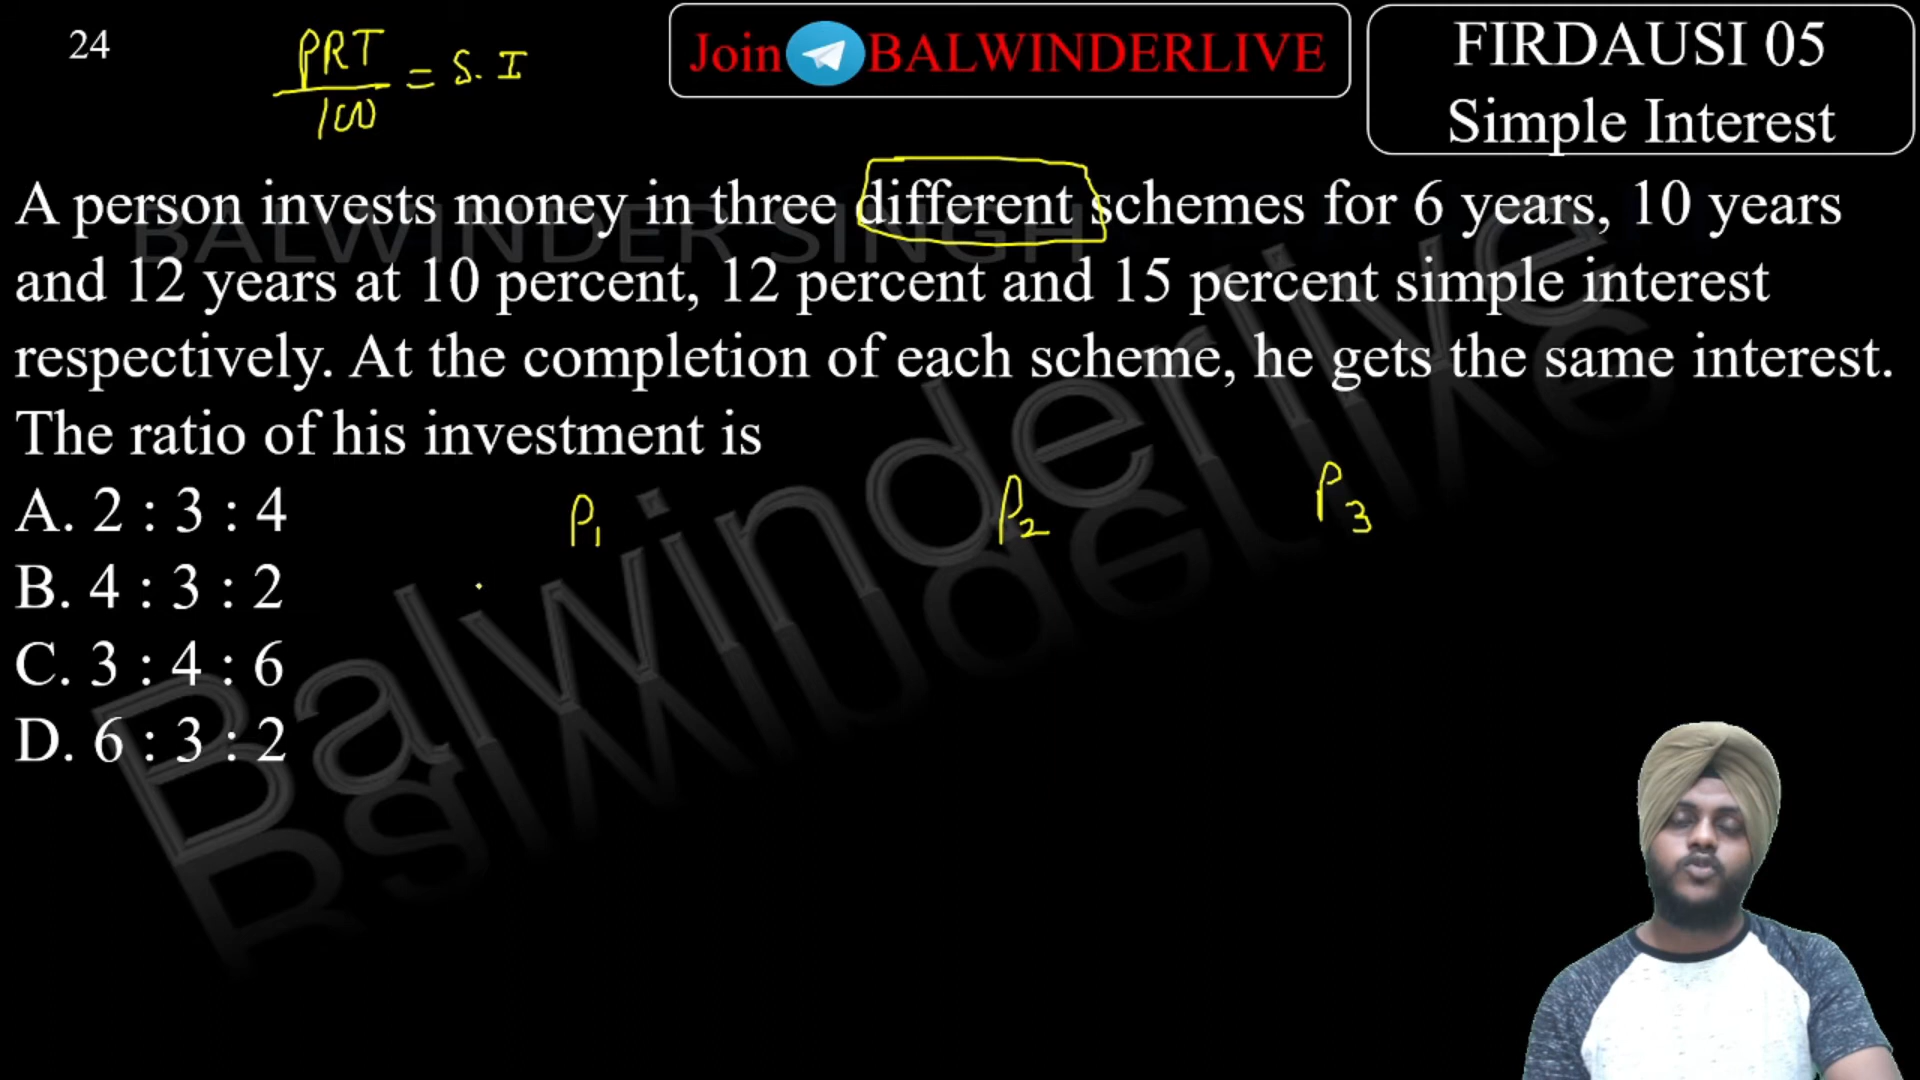 24
PRT
100
= S.I
Join BALWINDERLIVE
FIRDAUSI 05
Simple Interest
A person invests money in three different schemes for 6 years, 10 years
and 12 years at 10 percent, 12 percent and 15 percent simple interest
respectively. At the completion of each scheme, he gets the same interest.
The ratio of his investment is
A. 2 : 3 : 4
B. 4 : 3 : 2
C. 3 : 4 : 6
D. 6 : 3 : 2
P1 P2 P3
BALWINDER SINGH
Balwinderlive